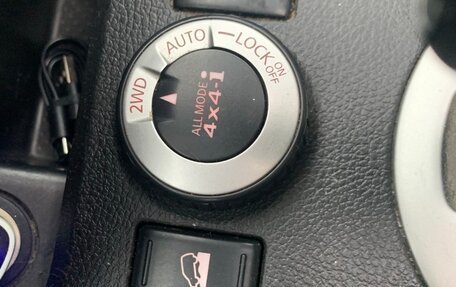 2WD
AUTO
LOCK
ON
OFF
ALL MODE
4x4-i